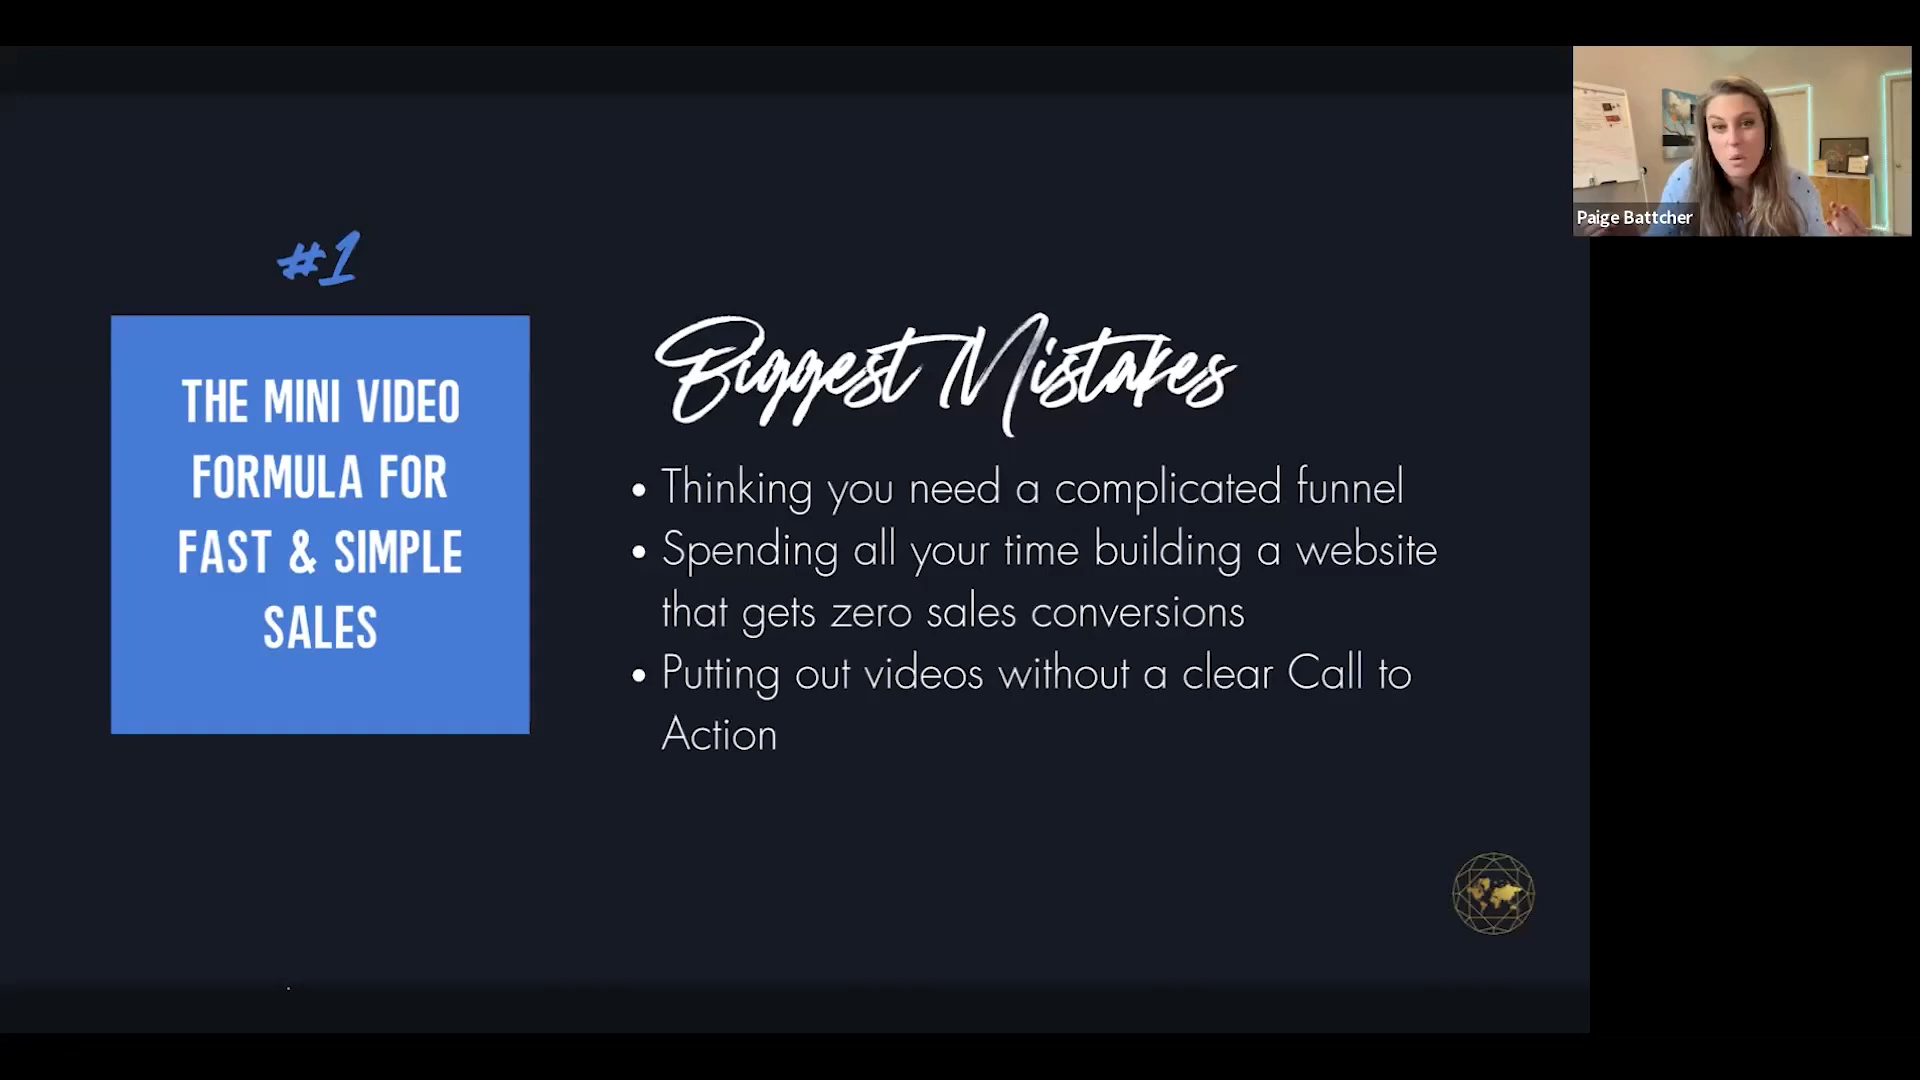 #1
THE MINI VIDEO
FORMULA FOR
FAST & SIMPLE
SALES
Biggest Mistakes
• Thinking you need a complicated funnel
• Spending all your time building a website
that gets zero sales conversions
• Putting out videos without a clear Call to
Action
Paige Battcher